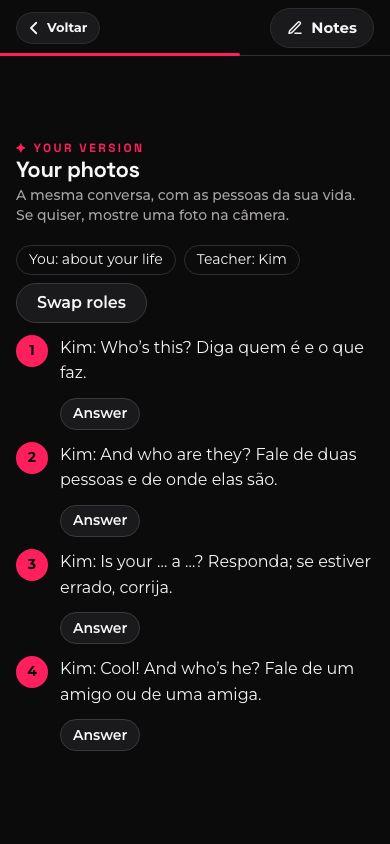 Voltar
Notes
YOUR VERSION
Your photos
A mesma conversa, com as pessoas da sua vida.
Se quiser, mostre uma foto na câmera.
You: about your life
Teacher: Kim
Swap roles
1
Kim: Who's this? Diga quem é e o que
faz.
Answer
2
Kim: And who are they? Fale de duas
pessoas e de onde elas são.
Answer
3
Kim: Is your ... a ...? Responda; se estiver
errado, corrija.
Answer
4
Kim: Cool! And who's he? Fale de um
amigo ou de uma amiga.
Answer